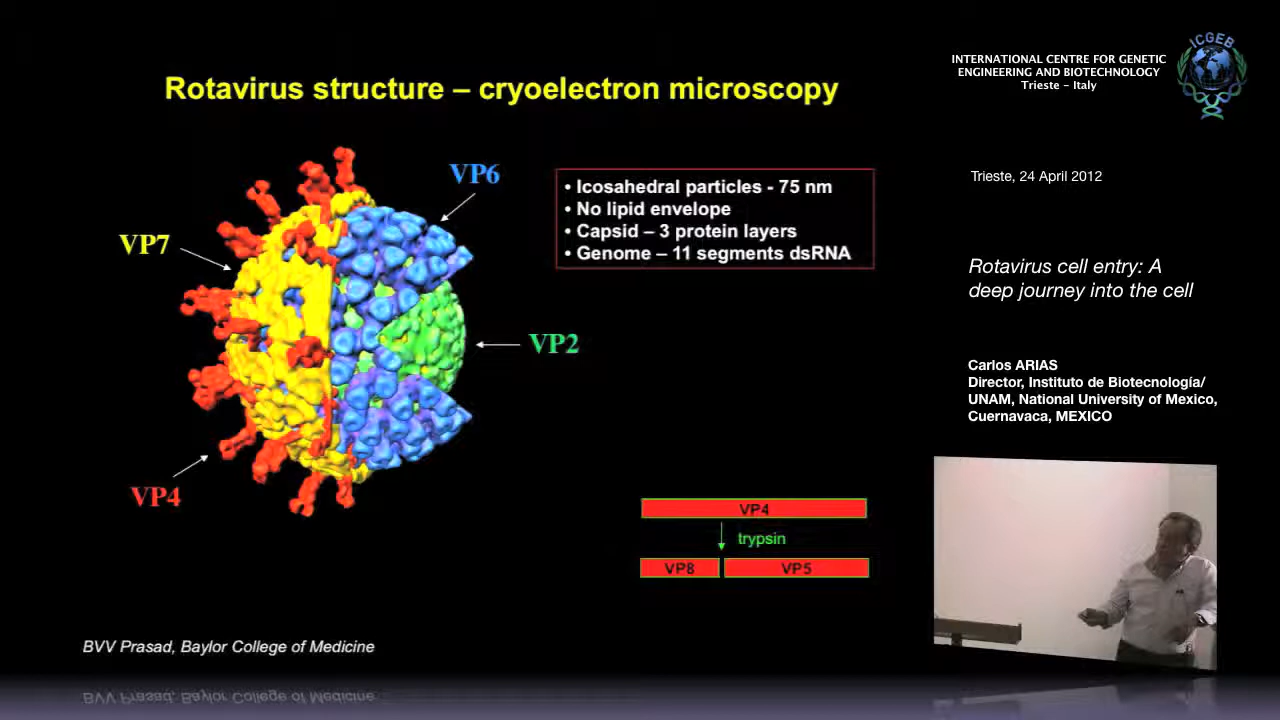 Rotavirus structure – cryoelectron microscopy
VP6
VP7
VP2
VP4
• Icosahedral particles - 75 nm
• No lipid envelope
• Capsid – 3 protein layers
• Genome – 11 segments dsRNA
VP4
trypsin
VP8
VP5
BVV Prasad, Baylor College of Medicine
INTERNATIONAL CENTRE FOR GENETIC
ENGINEERING AND BIOTECHNOLOGY
Trieste - Italy
ICGEB
Trieste, 24 April 2012
Rotavirus cell entry: A
deep journey into the cell
Carlos ARIAS
Director, Instituto de Biotecnología/
UNAM, National University of Mexico,
Cuernavaca, MEXICO